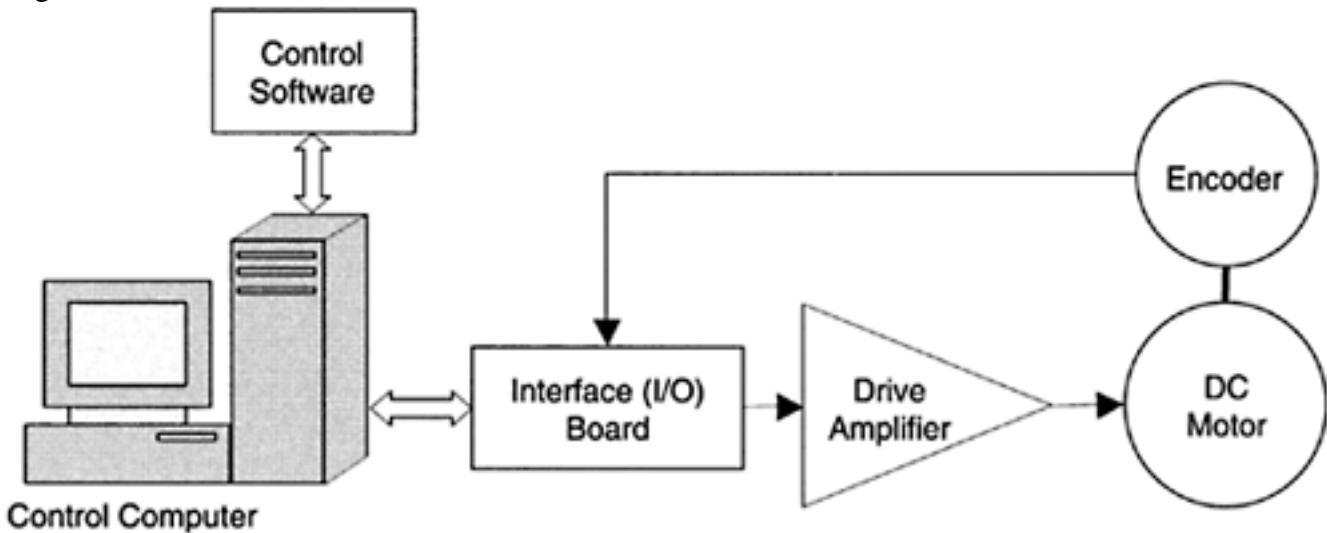 Control
Software
Encoder
Interface (I/O)
Board
Drive
Amplifier
DC
Motor
Control Computer